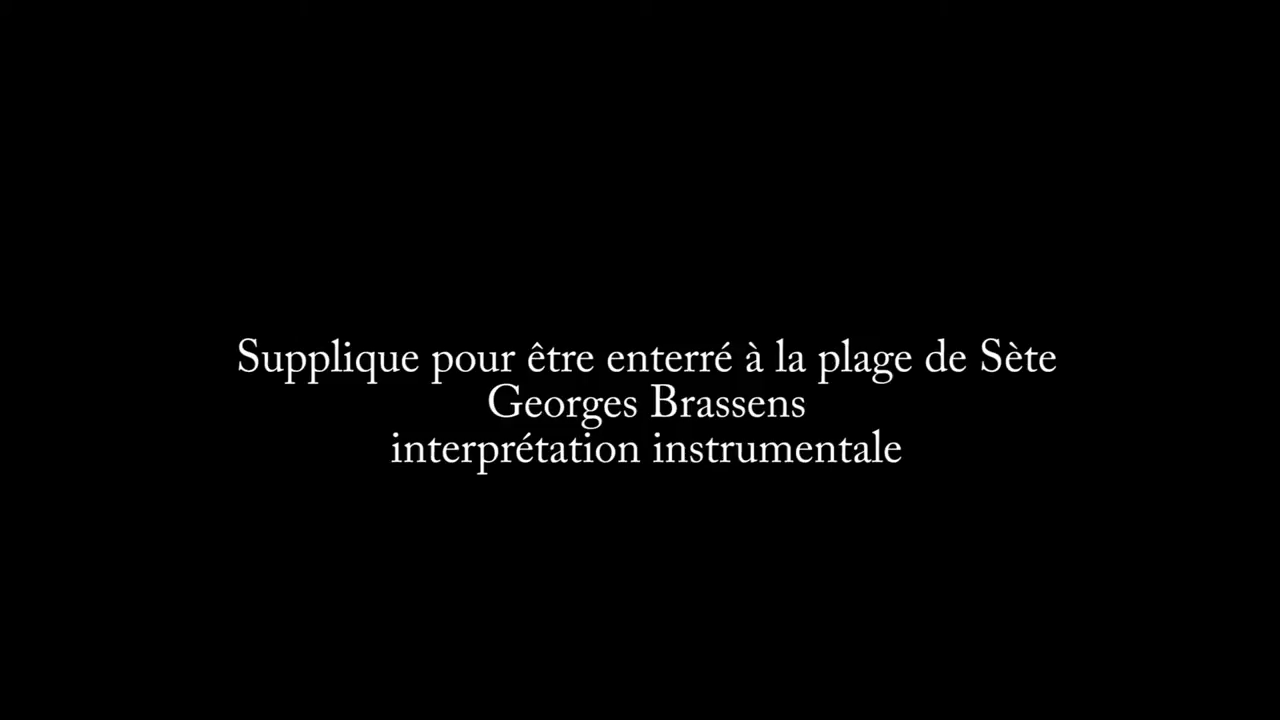 Supplique pour être enterré à la plage de Sète
Georges Brassens
interprétation instrumentale